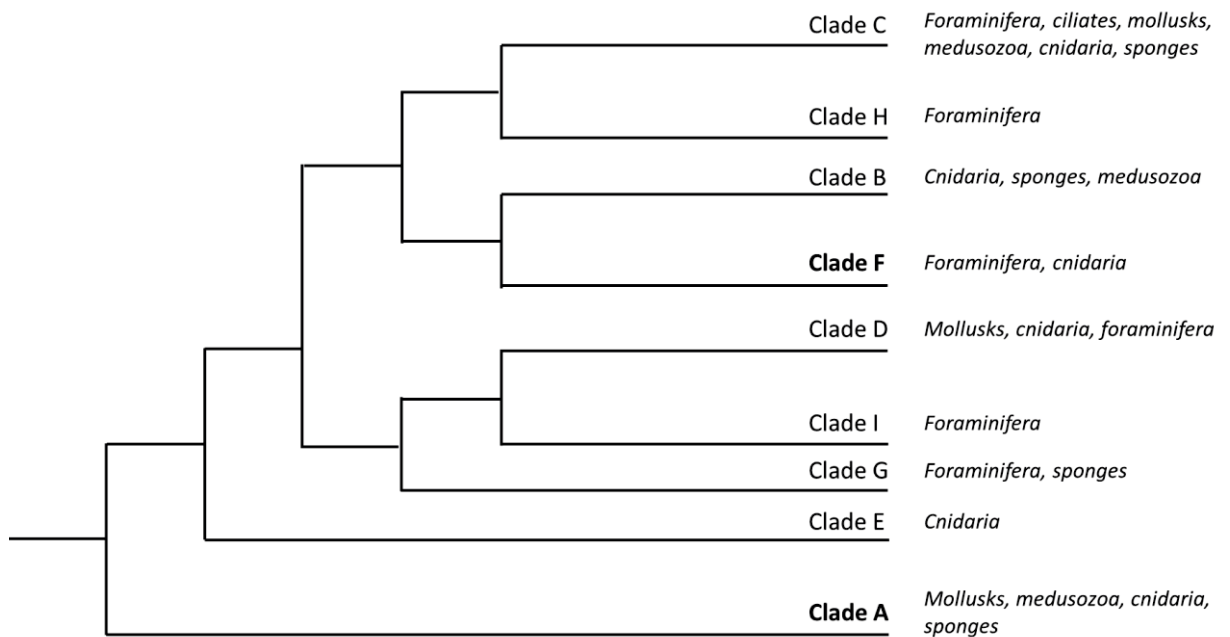 Clade C
Foraminifera, ciliates, mollusks,
medusozoa, cnidaria, sponges
Clade H
Foraminifera
Clade B
Cnidaria, sponges, medusozoa
Clade F
Foraminifera, cnidaria
Clade D
Mollusks, cnidaria, foraminifera
Clade I
Foraminifera
Clade G
Foraminifera, sponges
Clade E
Cnidaria
Clade A
Mollusks, medusozoa, cnidaria,
sponges